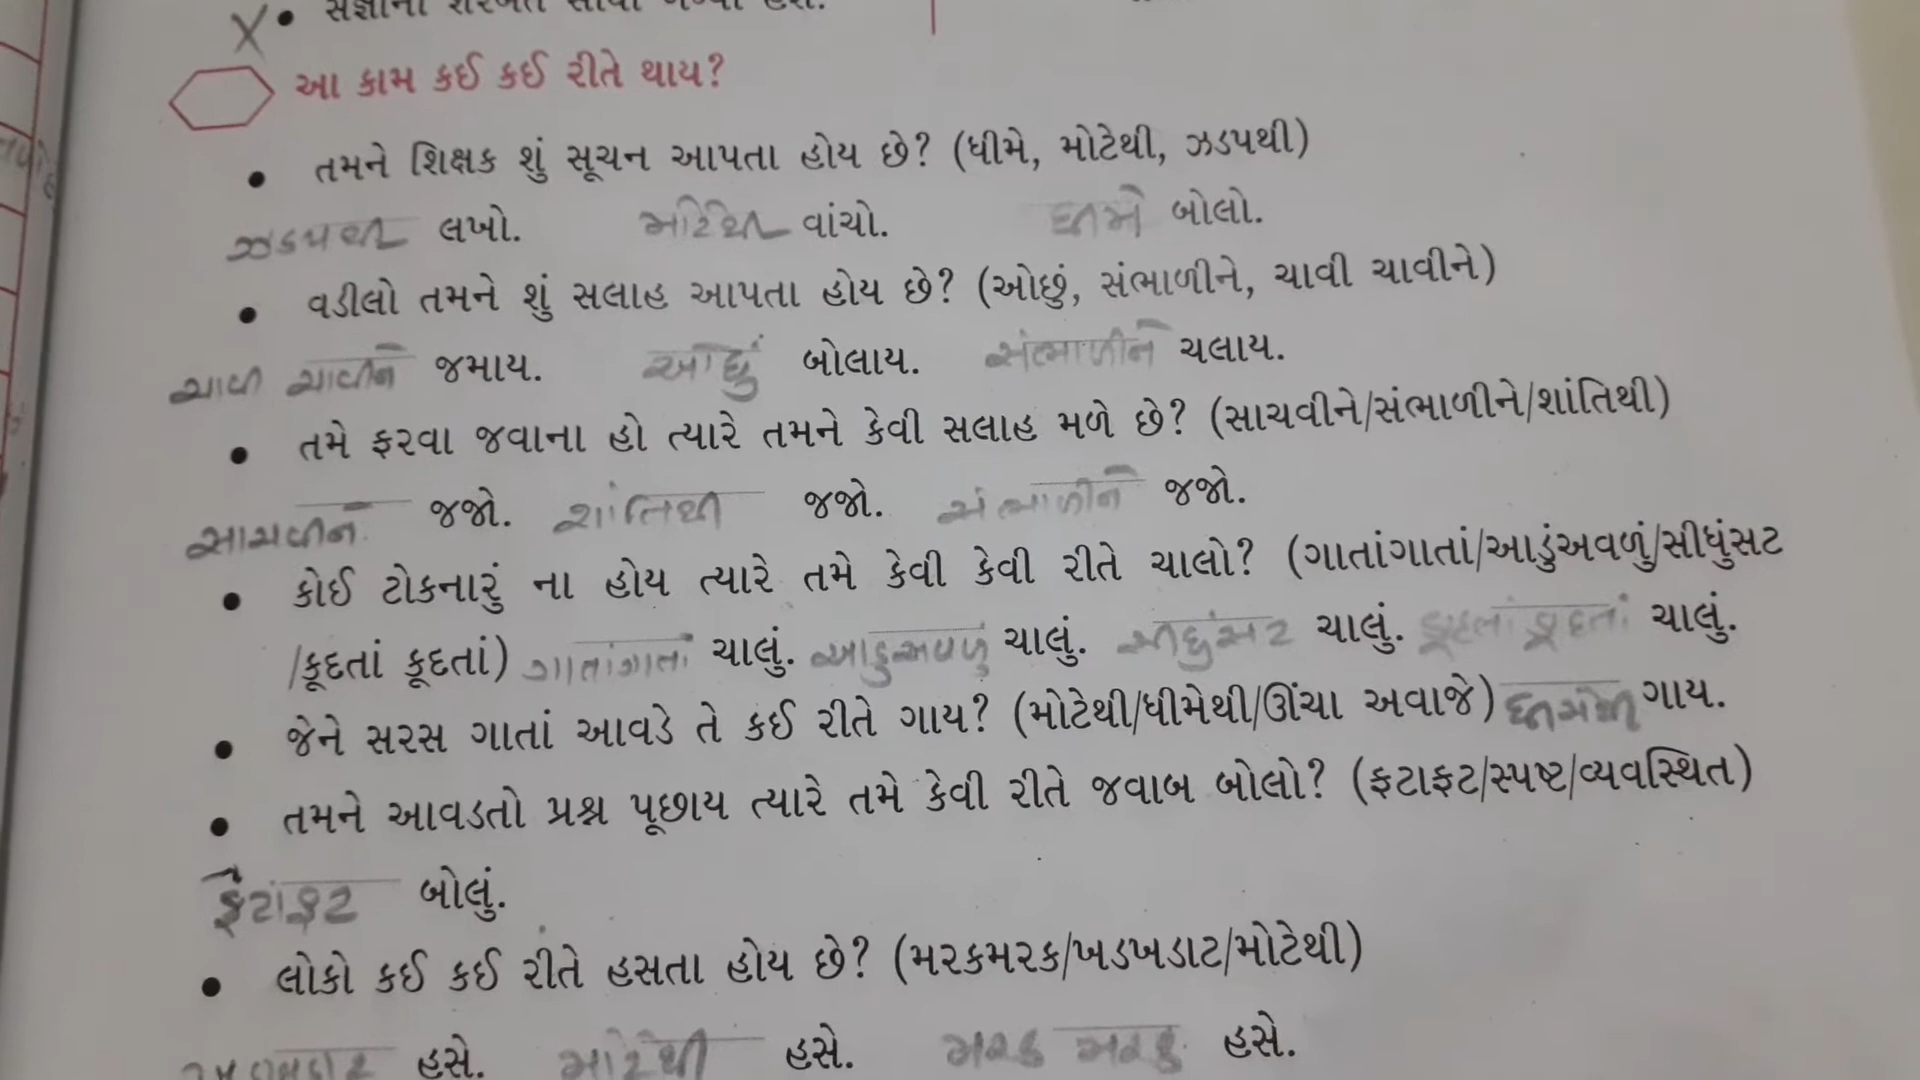 આ કામ કઈ કઈ રીતે થાય?
• તમને શિક્ષક શું સૂચન આપતા હોય છે? (ધીમે, મોટેથી, ઝડપથી)
ઝડપથી લખો. મોટેથી વાંચો. ધીમે બોલો.
• વડીલો તમને શું સલાહ આપતા હોય છે? (ઓછું, સંભાળીને, ચાવી ચાવીને)
ચાવી ચાવીને જમાય. ઓછું બોલાય. સંભાળીને ચલાય.
• તમે ફરવા જવાના હો ત્યારે તમને કેવી સલાહ મળે છે? (સાચવીને/સંભાળીને/શાંતિથી)
સાચવીને જજો. શાંતિથી જજો. સંભાળીને જજો.
• કોઈ ટોકનારું ના હોય ત્યારે તમે કેવી કેવી રીતે ચાલો? (ગાતાંગાતાં/આડુંઅવળું/સીધુંસટ
/કૂદતાં કૂદતાં) ગાતાંગાતાં ચાલું. આડુઅવળું ચાલું. સીધુંસટ ચાલું. કૂદતાં કૂદતાં ચાલું.
• જેને સરસ ગાતાં આવડે તે કઈ રીતે ગાય? (મોટેથી/ધીમેથી/ઊંચા અવાજે) ધીમેથી ગાય.
• તમને આવડતો પ્રશ્ન પૂછાય ત્યારે તમે કેવી રીતે જવાબ બોલો? (ફટાફટ/સ્પષ્ટ/વ્યવસ્થિત)
ફટાફટ બોલું.
• લોકો કઈ કઈ રીતે હસતા હોય છે? (મરકમરક/ખડખડાટ/મોટેથી)
ખડખડાટ હસે. મોટેથી હસે. મરક મરક હસે.